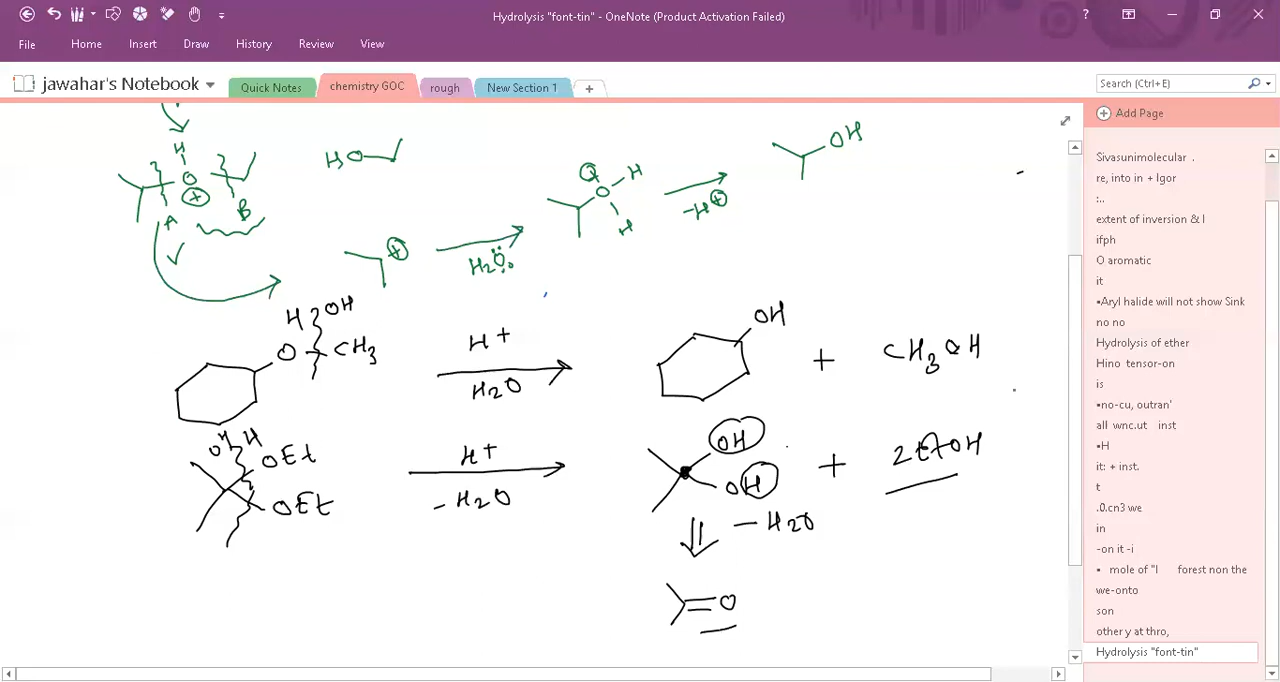 Hydrolysis "font-tin" - OneNote (Product Activation Failed)
?
File Home Insert Draw History Review View
jawahar's Notebook
Quick Notes
chemistry GOC
rough
New Section 1
+
Search (Ctrl+E)
Add Page
Sivasunimolecular .
re, into in + Igor
:..
extent of inversion & l
ifph
O aromatic
it
•Aryl halide will not show Sink
no no
Hydrolysis of ether
Hino tensor-on
is
•no-cu, outran'
all wnc.ut inst
•H
it: + inst.
t
.0.cn3 we
in
-on it -i
• mole of "l forest non the
we-onto
son
other y at thro,
Hydrolysis "font-tin"
H
O
+
A
B
HO
+
H2O
O
H
H
-H+
OH
H OH
O CH3
H+
H2O
OH
+
CH3OH
OH H
OEt
OEt
H+
- H2O
OH
OH
+
2EtOH
- H2O
=O